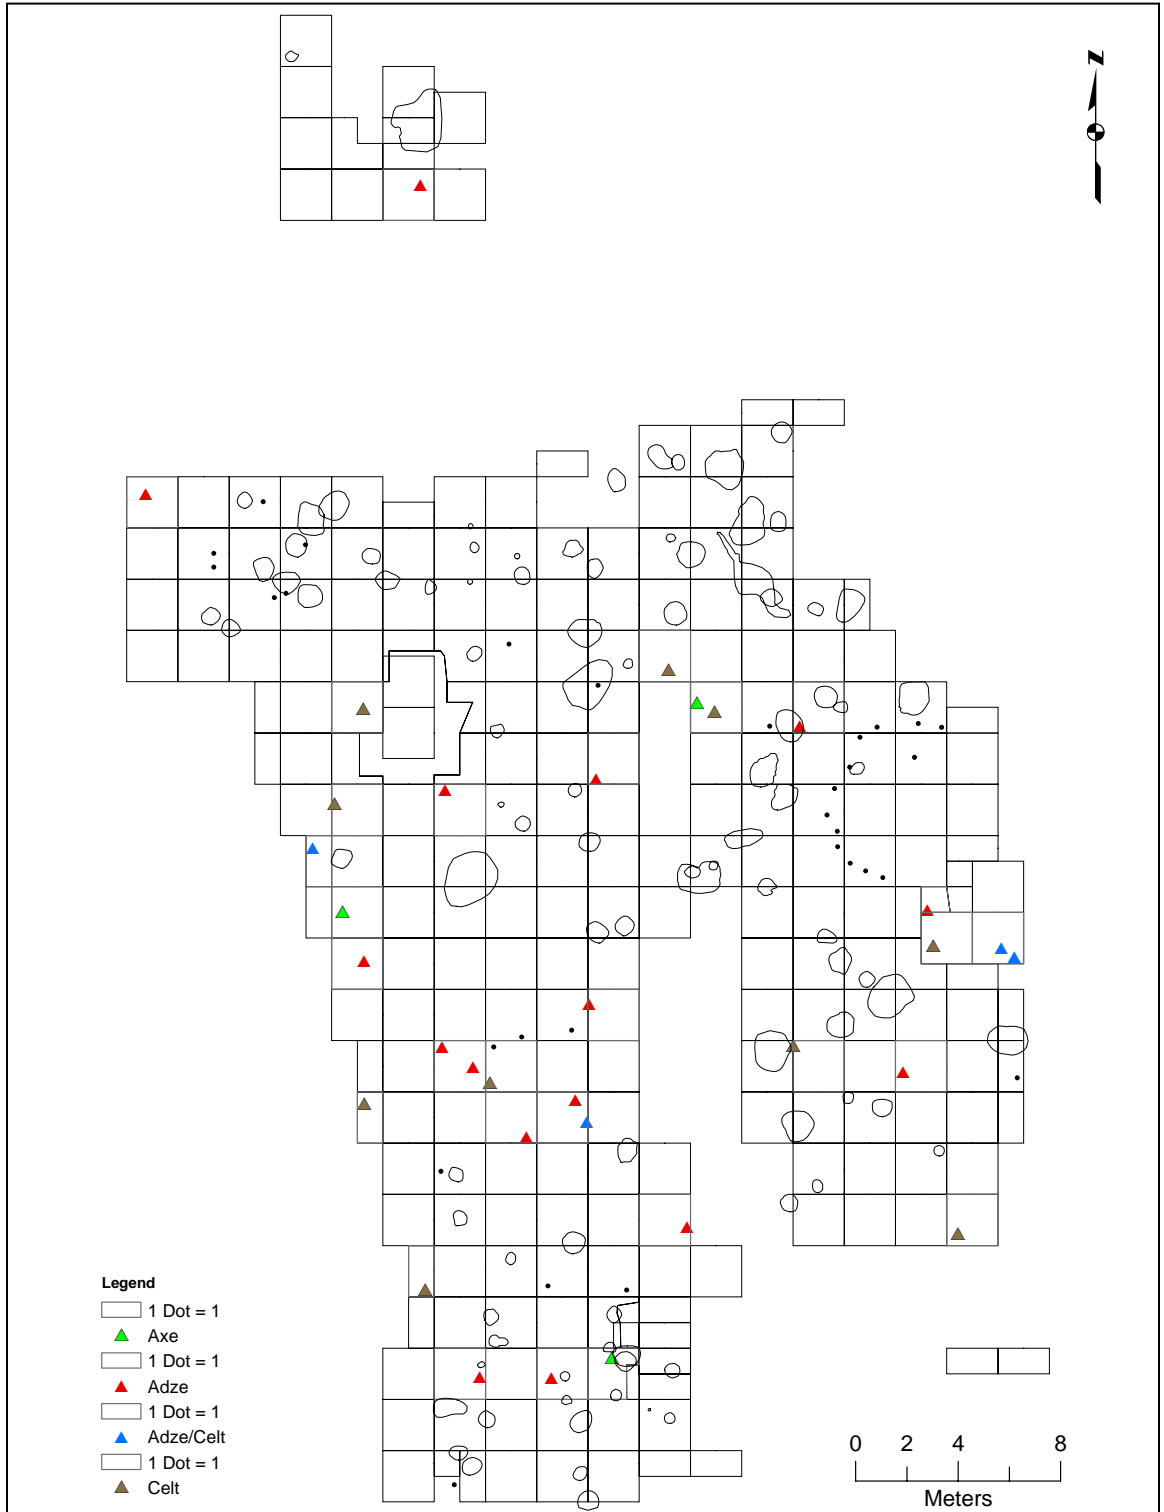 N
Legend
1 Dot = 1
Axe
1 Dot = 1
Adze
1 Dot = 1
Adze/Celt
1 Dot = 1
Celt
0 2 4 8
Meters